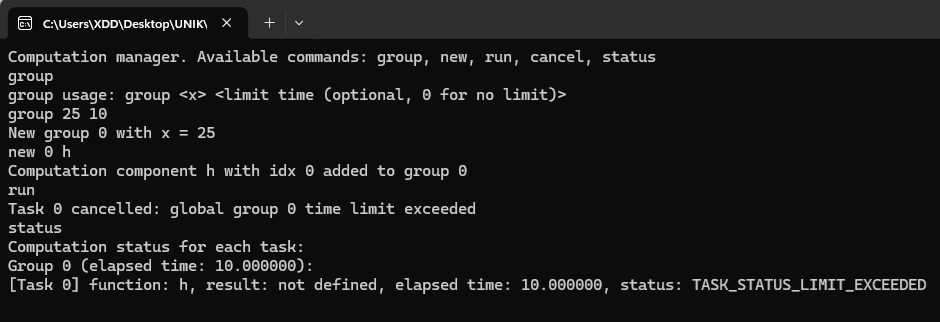 C:\Users\XDD\Desktop\UNIK\
Computation manager. Available commands: group, new, run, cancel, status
group
group usage: group <x> <limit time (optional, 0 for no limit)>
group 25 10
New group 0 with x = 25
new 0 h
Computation component h with idx 0 added to group 0
run
Task 0 cancelled: global group 0 time limit exceeded
status
Computation status for each task:
Group 0 (elapsed time: 10.000000):
[Task 0] function: h, result: not defined, elapsed time: 10.000000, status: TASK_STATUS_LIMIT_EXCEEDED